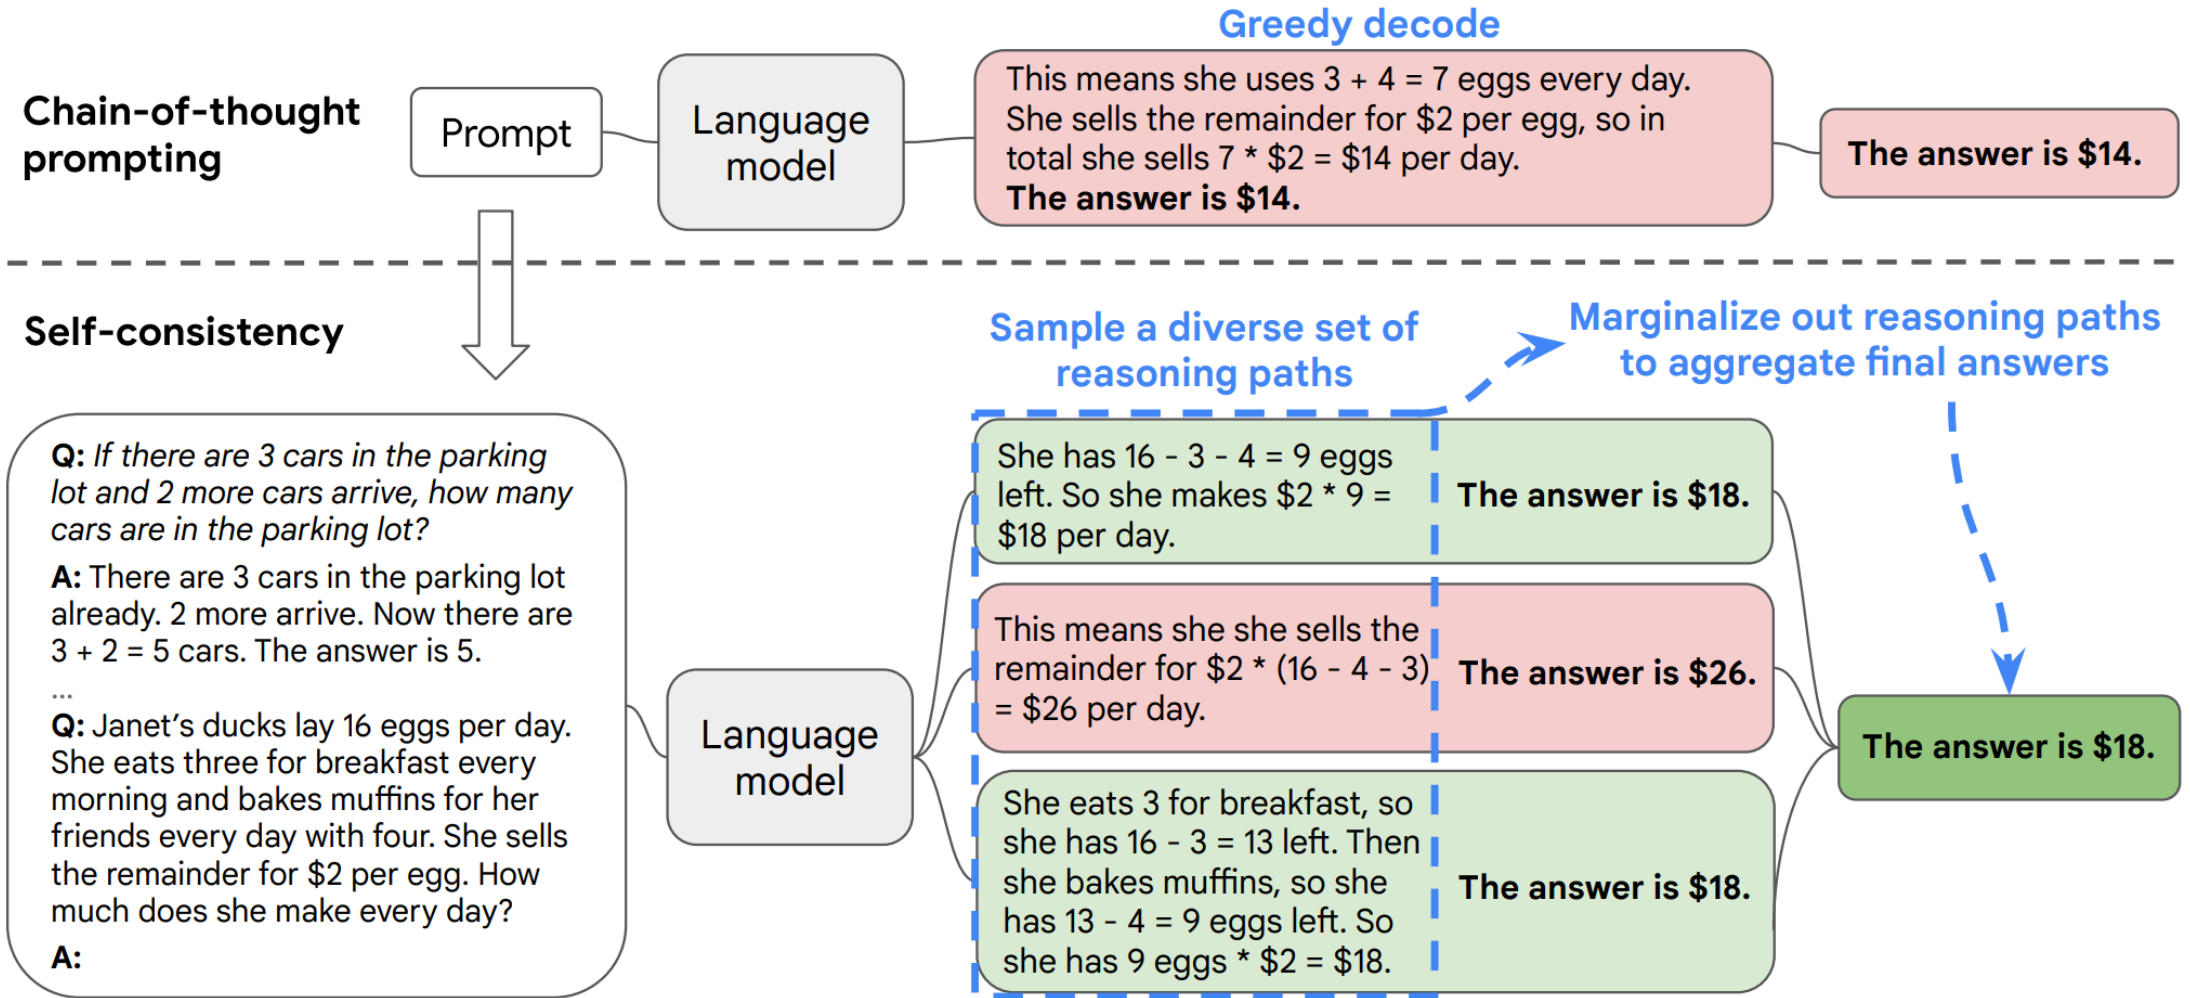 Greedy decode
Chain-of-thought
prompting
Prompt
Language
model
This means she uses 3 + 4 = 7 eggs every day.
She sells the remainder for $2 per egg, so in
total she sells 7 * $2 = $14 per day.
The answer is $14.
The answer is $14.
Self-consistency
Sample a diverse set of
reasoning paths
Marginalize out reasoning paths
to aggregate final answers
Q: If there are 3 cars in the parking
lot and 2 more cars arrive, how many
cars are in the parking lot?
A: There are 3 cars in the parking lot
already. 2 more arrive. Now there are
3 + 2 = 5 cars. The answer is 5.
...
Q: Janet’s ducks lay 16 eggs per day.
She eats three for breakfast every
morning and bakes muffins for her
friends every day with four. She sells
the remainder for $2 per egg. How
much does she make every day?
A:
Language
model
She has 16 - 3 - 4 = 9 eggs
left. So she makes $2 * 9 =
$18 per day.
The answer is $18.
This means she she sells the
remainder for $2 * (16 - 4 - 3)
= $26 per day.
The answer is $26.
She eats 3 for breakfast, so
she has 16 - 3 = 13 left. Then
she bakes muffins, so she
has 13 - 4 = 9 eggs left. So
she has 9 eggs * $2 = $18.
The answer is $18.
The answer is $18.